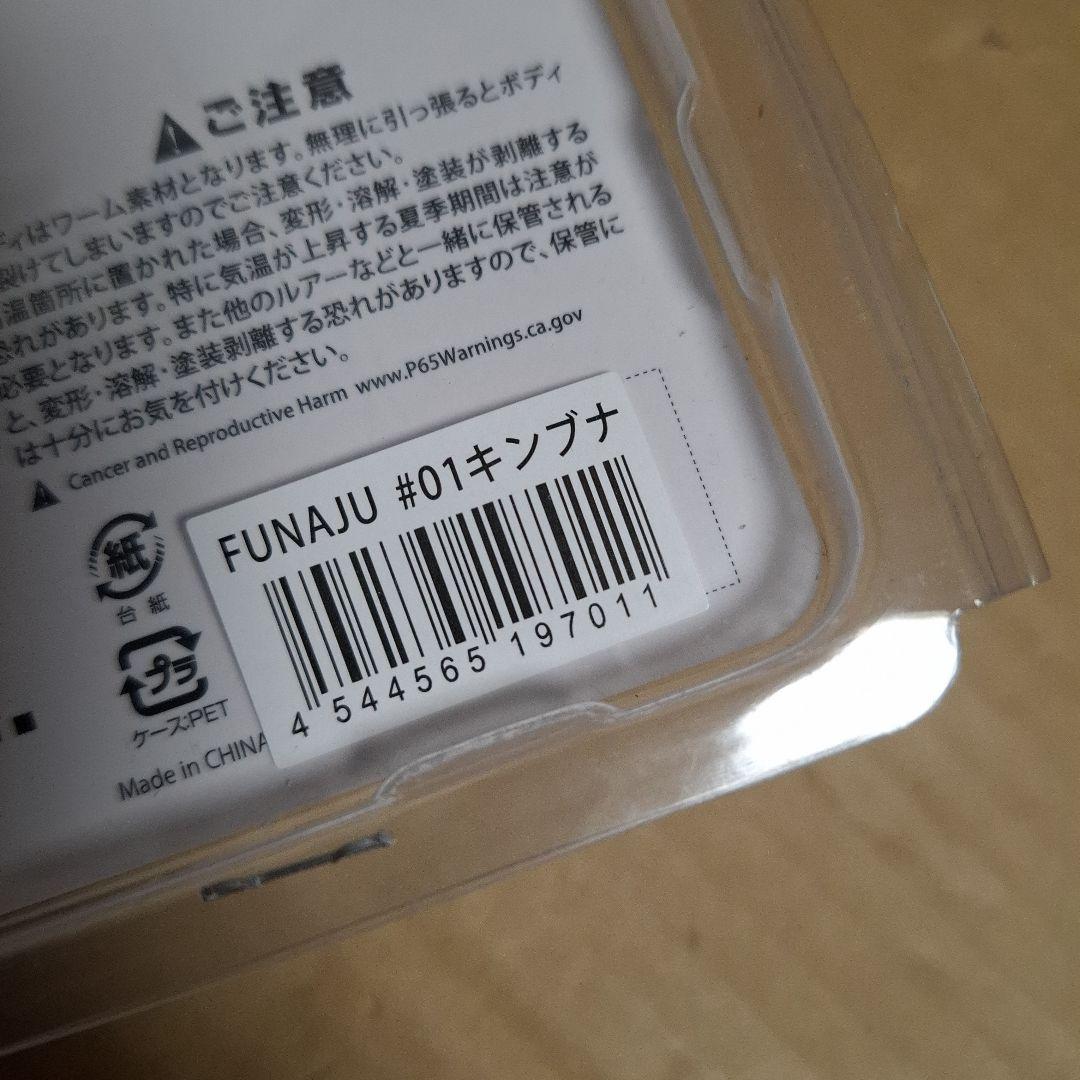 ご注意
ディはワーム素材となります。無理に引っ張るとボディ
裂けてしまいますのでご注意ください。
温箇所に置かれた場合、変形・溶解・塗装が剥離する
恐れがあります。特に気温が上昇する夏季期間は注意が
必要となります。また他のルアーなどと一緒に保管される
と、変形・溶解・塗装剥離する恐れがありますので、保管に
は十分にお気を付けください。
Cancer and Reproductive Harm www.P65Warnings.ca.gov
FUNAJU #01キンブナ
4 544565 197011
紙
台紙
プラ
ケース:PET
Made in CHINA